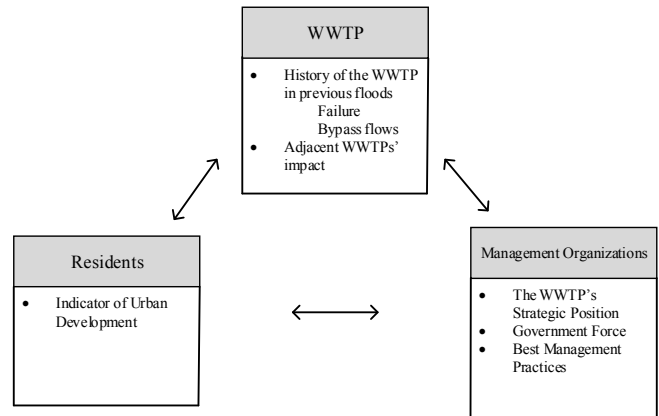 WWTP
• History of the WWTP
in previous floods
Failure
Bypass flows
• Adjacent WWTPs'
impact
Residents
• Indicator of Urban
Development
Management Organizations
• The WWTP's
Strategic Position
• Government Force
• Best Management
Practices